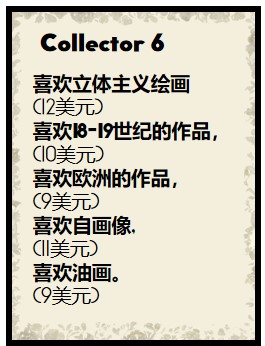 Collector 6
喜欢立体主义绘画
(12美元)
喜欢18-19世纪的作品，
(10美元)
喜欢欧洲的作品，
(9美元)
喜欢自画像.
(11美元)
喜欢油画。
(9美元)